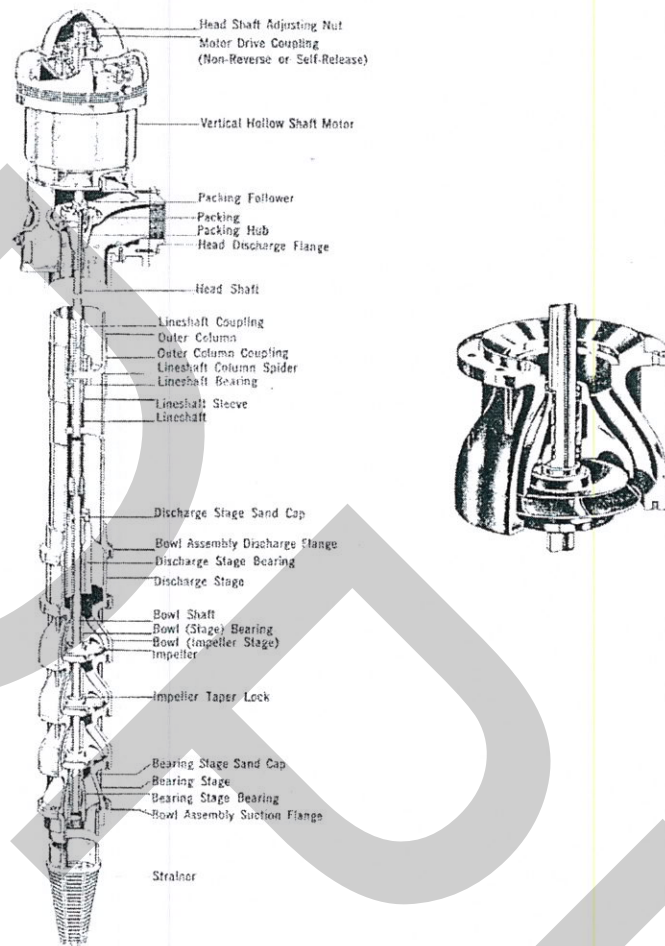 Head Shaft Adjusting Nut
Motor Drive Coupling
(Non-Reverse or Self-Release)
Vertical Hollow Shaft Motor
Packing Follower
Packing
Packing Hub
Head Discharge Flange
Head Shaft
Lineshaft Coupling
Outer Column
Outer Column Coupling
Lineshaft Column Spider
Lineshaft Bearing
Lineshaft Sleeve
Lineshaft
Discharge Stage Sand Cap
Bowl Assembly Discharge Flange
Discharge Stage Bearing
Discharge Stage
Bowl Shaft
Bowl (Stage) Bearing
Bowl (Impeller Stage)
Impeller
Impeller Taper Lock
Bearing Stage Sand Cap
Bearing Stage
Bearing Stage Bearing
Bowl Assembly Suction Flange
Strainer